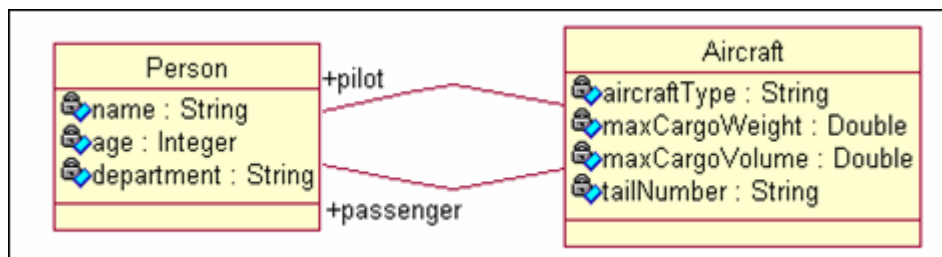 Person
name : String
age : Integer
department : String
+pilot
+passenger
Aircraft
aircraftType : String
maxCargoWeight : Double
maxCargoVolume : Double
tailNumber : String